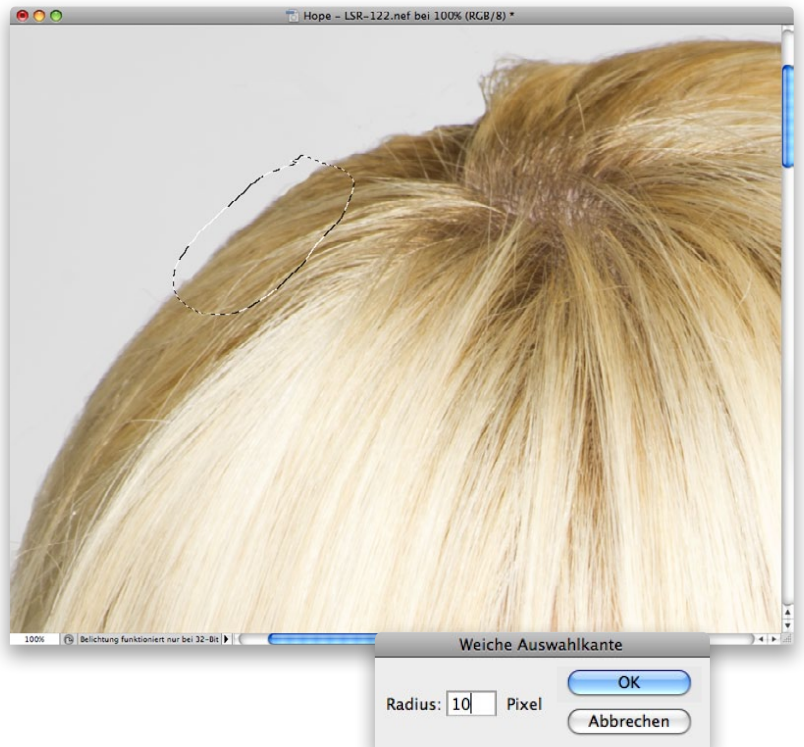 Hope – LSR-122.nef bei 100% (RGB/8) *
100%
Belichtung funktioniert nur bei 32-Bit
Weiche Auswahlkante
Radius: 10 Pixel
OK
Abbrechen